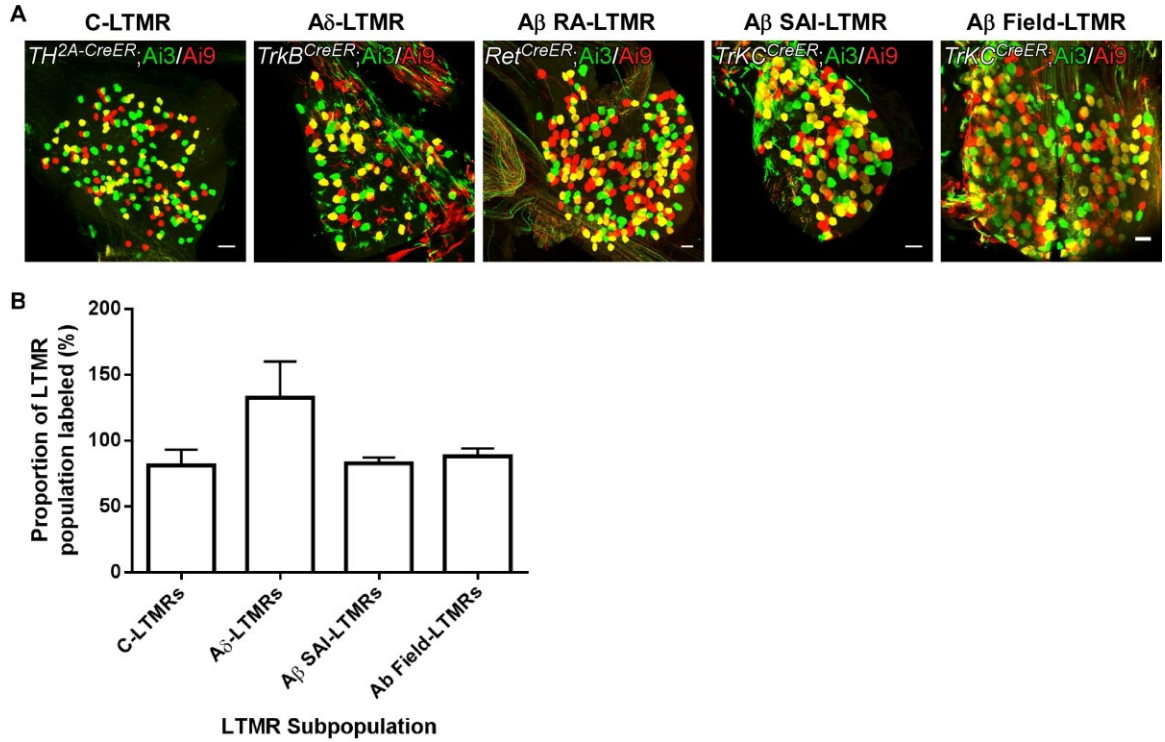 A
C-LTMR
Aδ-LTMR
Aβ RA-LTMR
Aβ SAI-LTMR
Aβ Field-LTMR
TH2A-CreER;Ai3/Ai9
TrkBCreER;Ai3/Ai9
RetCreER;Ai3/Ai9
TrKCCreER;Ai3/Ai9
TrKCCreER;Ai3/Ai9
B
Proportion of LTMR
population labeled (%)
200
150
100
50
0
C-LTMRs
Aδ-LTMRs
Aβ SAI-LTMRs
Ab Field-LTMRs
LTMR Subpopulation